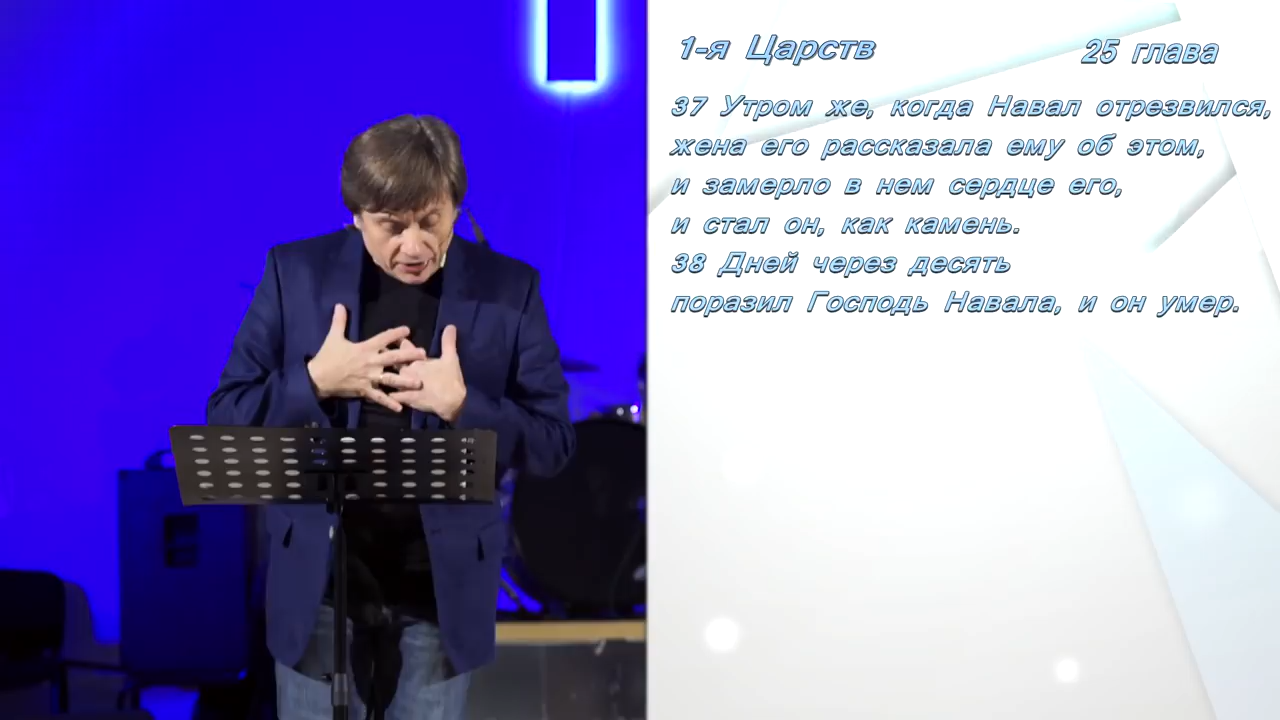 1-я Царств 25 глава
37 Утром же, когда Навал отрезвился,
жена его рассказала ему об этом,
и замерло в нем сердце его,
и стал он, как камень.
38 Дней через десять
поразил Господь Навала, и он умер.